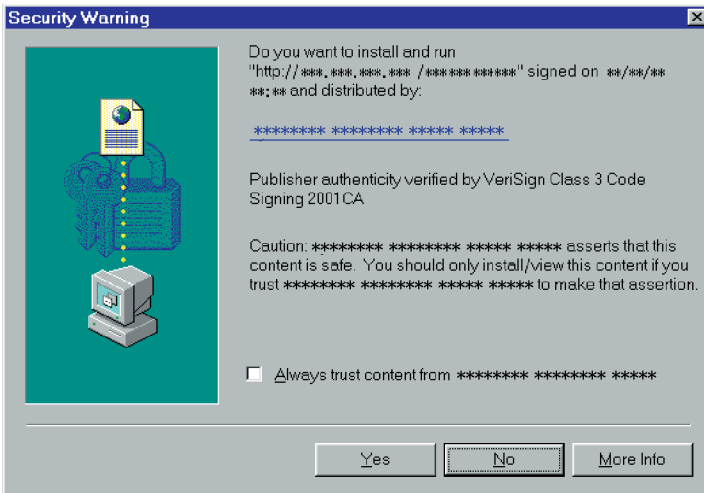 Security Warning
Do you want to install and run
"http://***.***.***.*** /************" signed on **/**/**
**:** and distributed by:
******** ******** ***** *****
Publisher authenticity verified by VeriSign Class 3 Code
Signing 2001 CA
Caution: ******** ******** ***** ***** asserts that this
content is safe. You should only install/view this content if you
trust ******** ******** ***** ***** to make that assertion.
Always trust content from ******** ******** *****
Yes
No
More Info